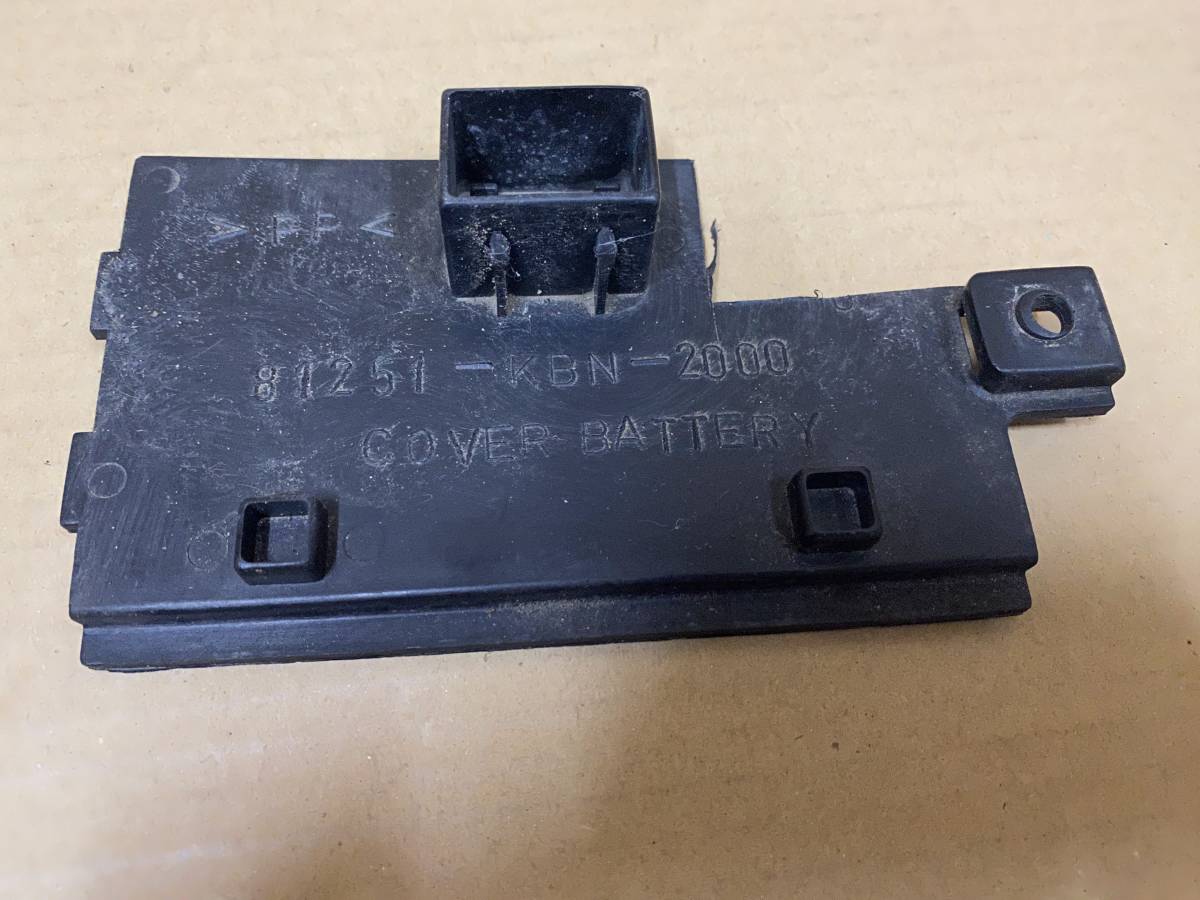 >PP<
81251-KBN-2000
COVER BATTERY